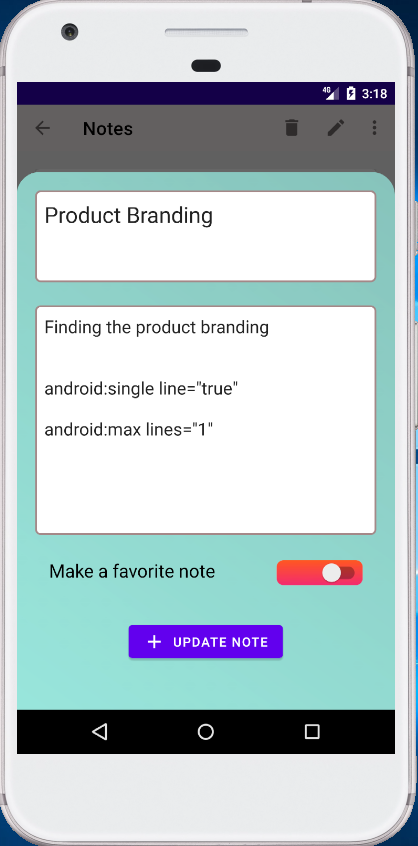 4G 3:18
Notes
Product Branding
Finding the product branding
android:single line="true"
android:max lines="1"
Make a favorite note
+ UPDATE NOTE